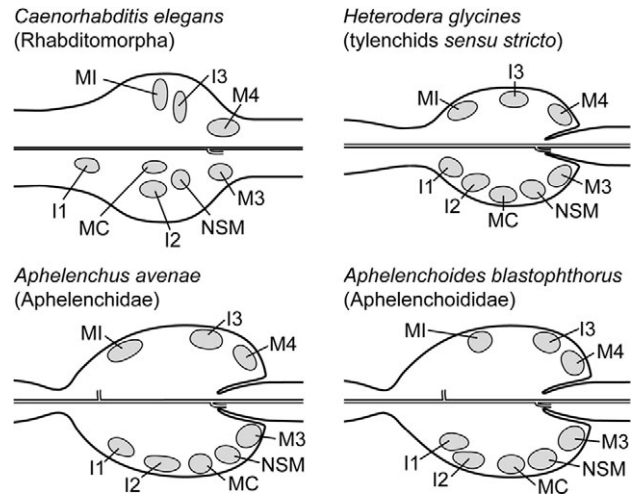 Caenorhabditis elegans
(Rhabditomorpha)
MI
I3
M4
I1
MC
I2
NSM
M3
Heterodera glycines
(tylenchids sensu stricto)
MI
I3
M4
I1
I2
MC
NSM
M3
Aphelenchus avenae
(Aphelenchidae)
MI
I3
M4
I1
I2
MC
NSM
M3
Aphelenchoides blastophthorus
(Aphelenchoididae)
MI
I3
M4
I1
I2
MC
NSM
M3